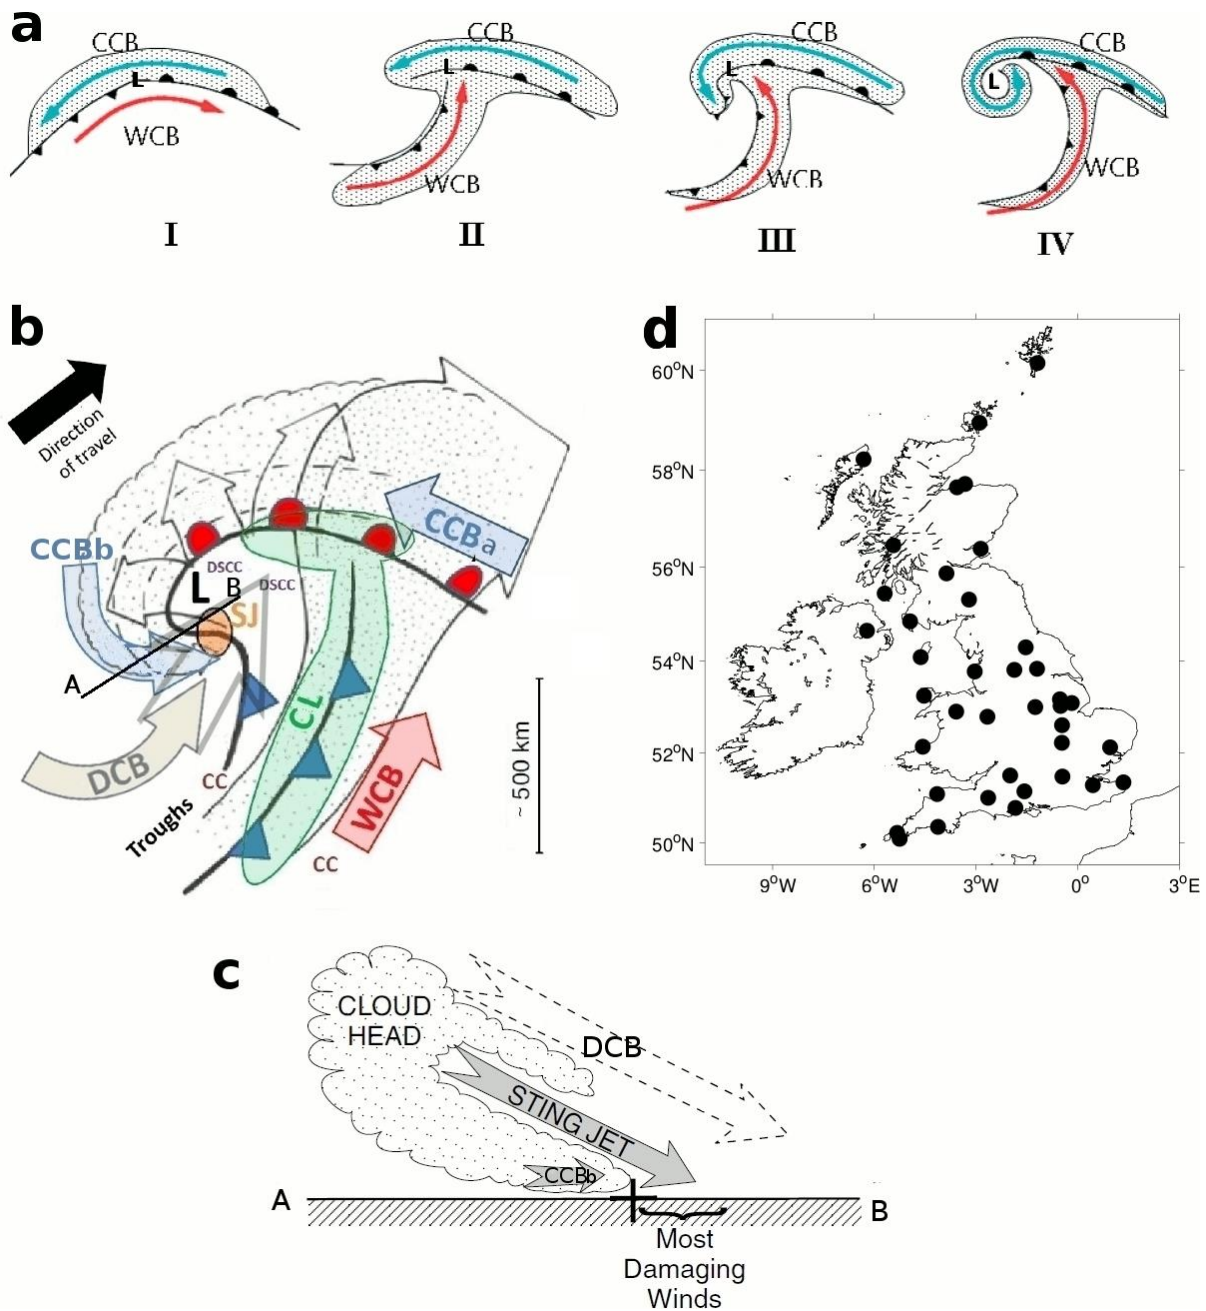 a
CCB
L
WCB
I
CCB
L
WCB
II
CCB
L
WCB
III
CCB
L
WCB
IV
b
Direction
of travel
CCBb
CCBa
DSCC
L
B
DSCC
SJ
A
CL
DCB
CC
WCB
Troughs
CC
~ 500 km
d
60°N
58°N
56°N
54°N
52°N
50°N
9°W
6°W
3°W
0°
3°E
c
CLOUD
HEAD
DCB
STING JET
CCBb
A
B
Most
Damaging
Winds